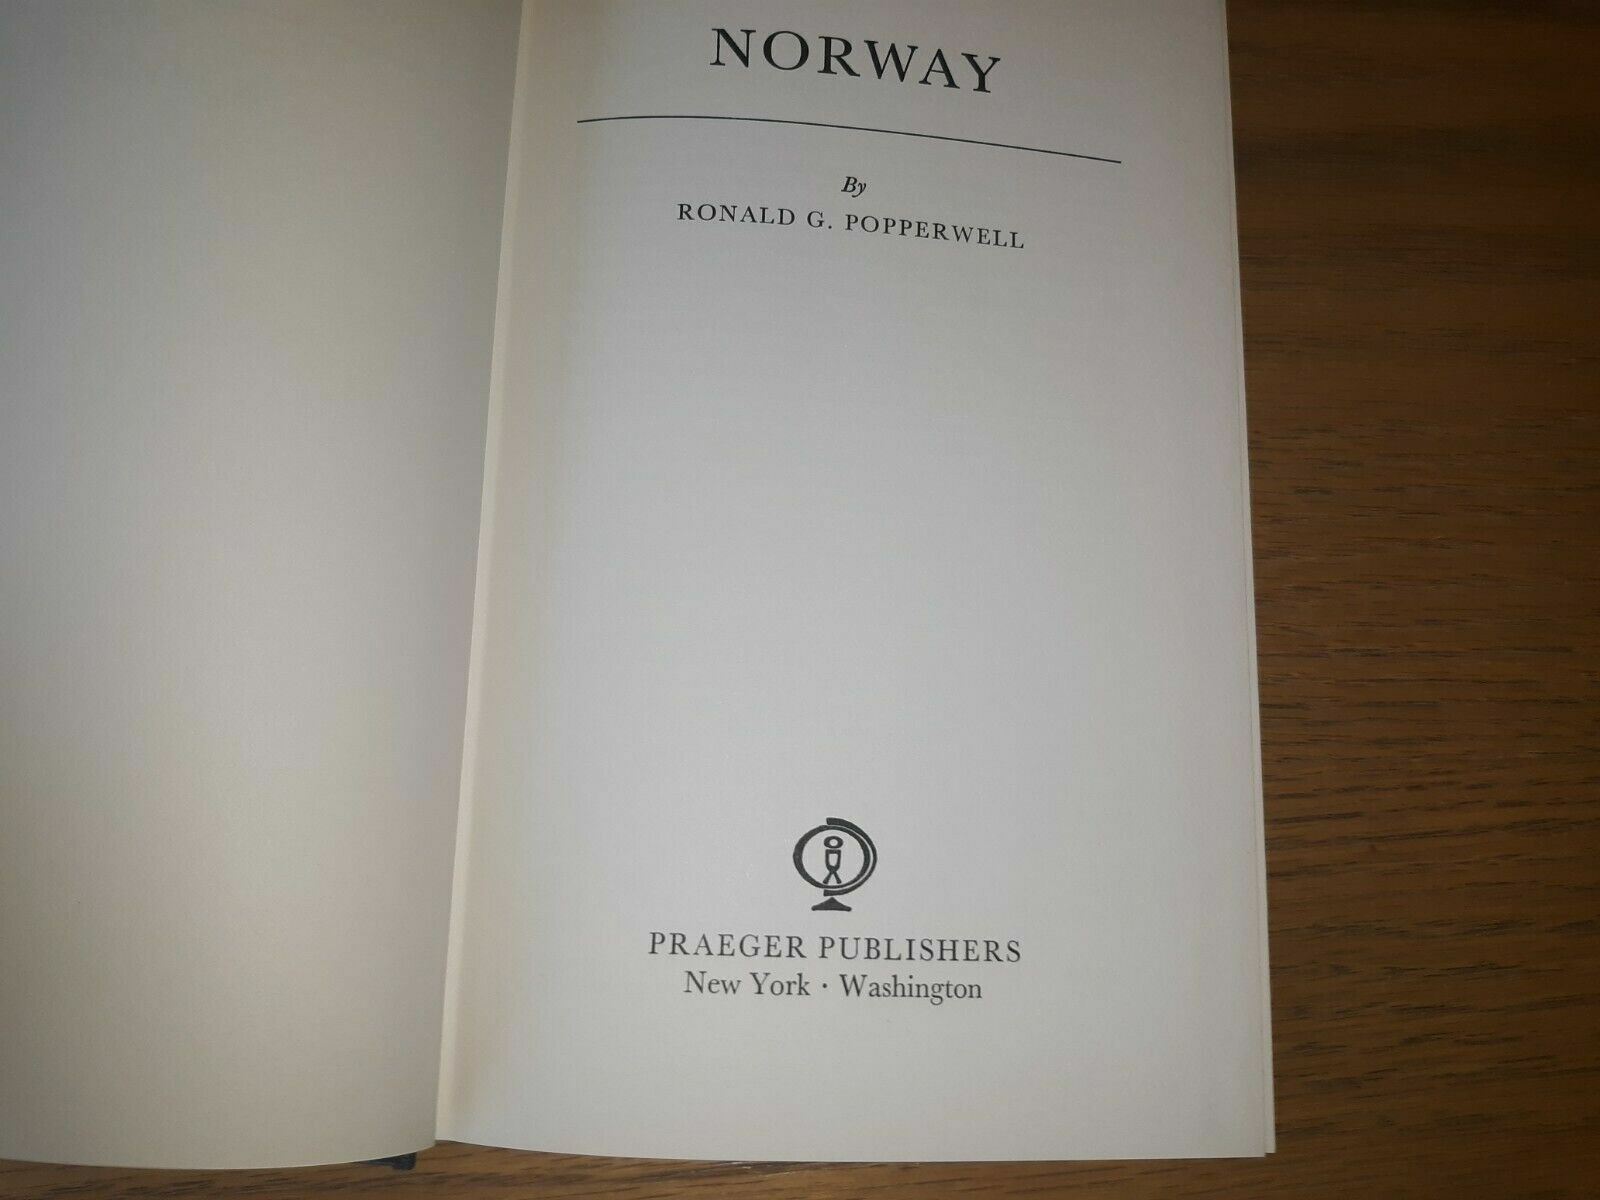 NORWAY
By
RONALD G. POPPERWELL
PRAEGER PUBLISHERS
New York · Washington